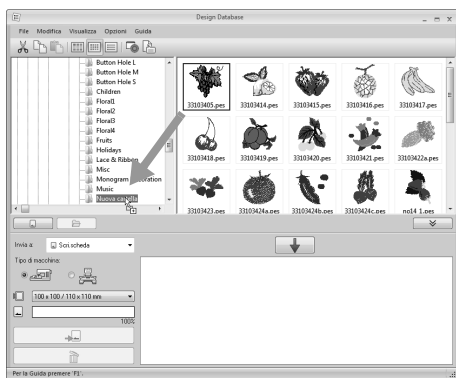 Design Database
File Modifica Visualizza Opzioni Guida
Button Hole L
Button Hole M
Button Hole S
Children
Floral1
Floral2
Floral3
Floral4
Fruits
Holidays
Lace & Ribbon
Misc
Monogram
Music
Nuova cartella
33103405.pes 33103414.pes 33103415.pes 33103416.pes 33103417.pes
33103418.pes 33103419.pes 33103420.pes 33103421.pes 33103422a.pes
33103423.pes 33103424a.pes 33103424b.pes 33103424c.pes no14_1.pes
Invia a: Scri.scheda
Tipo di macchina:
100 x 100 / 110 x 110 mm
100%
Per la Guida premere 'F1'.